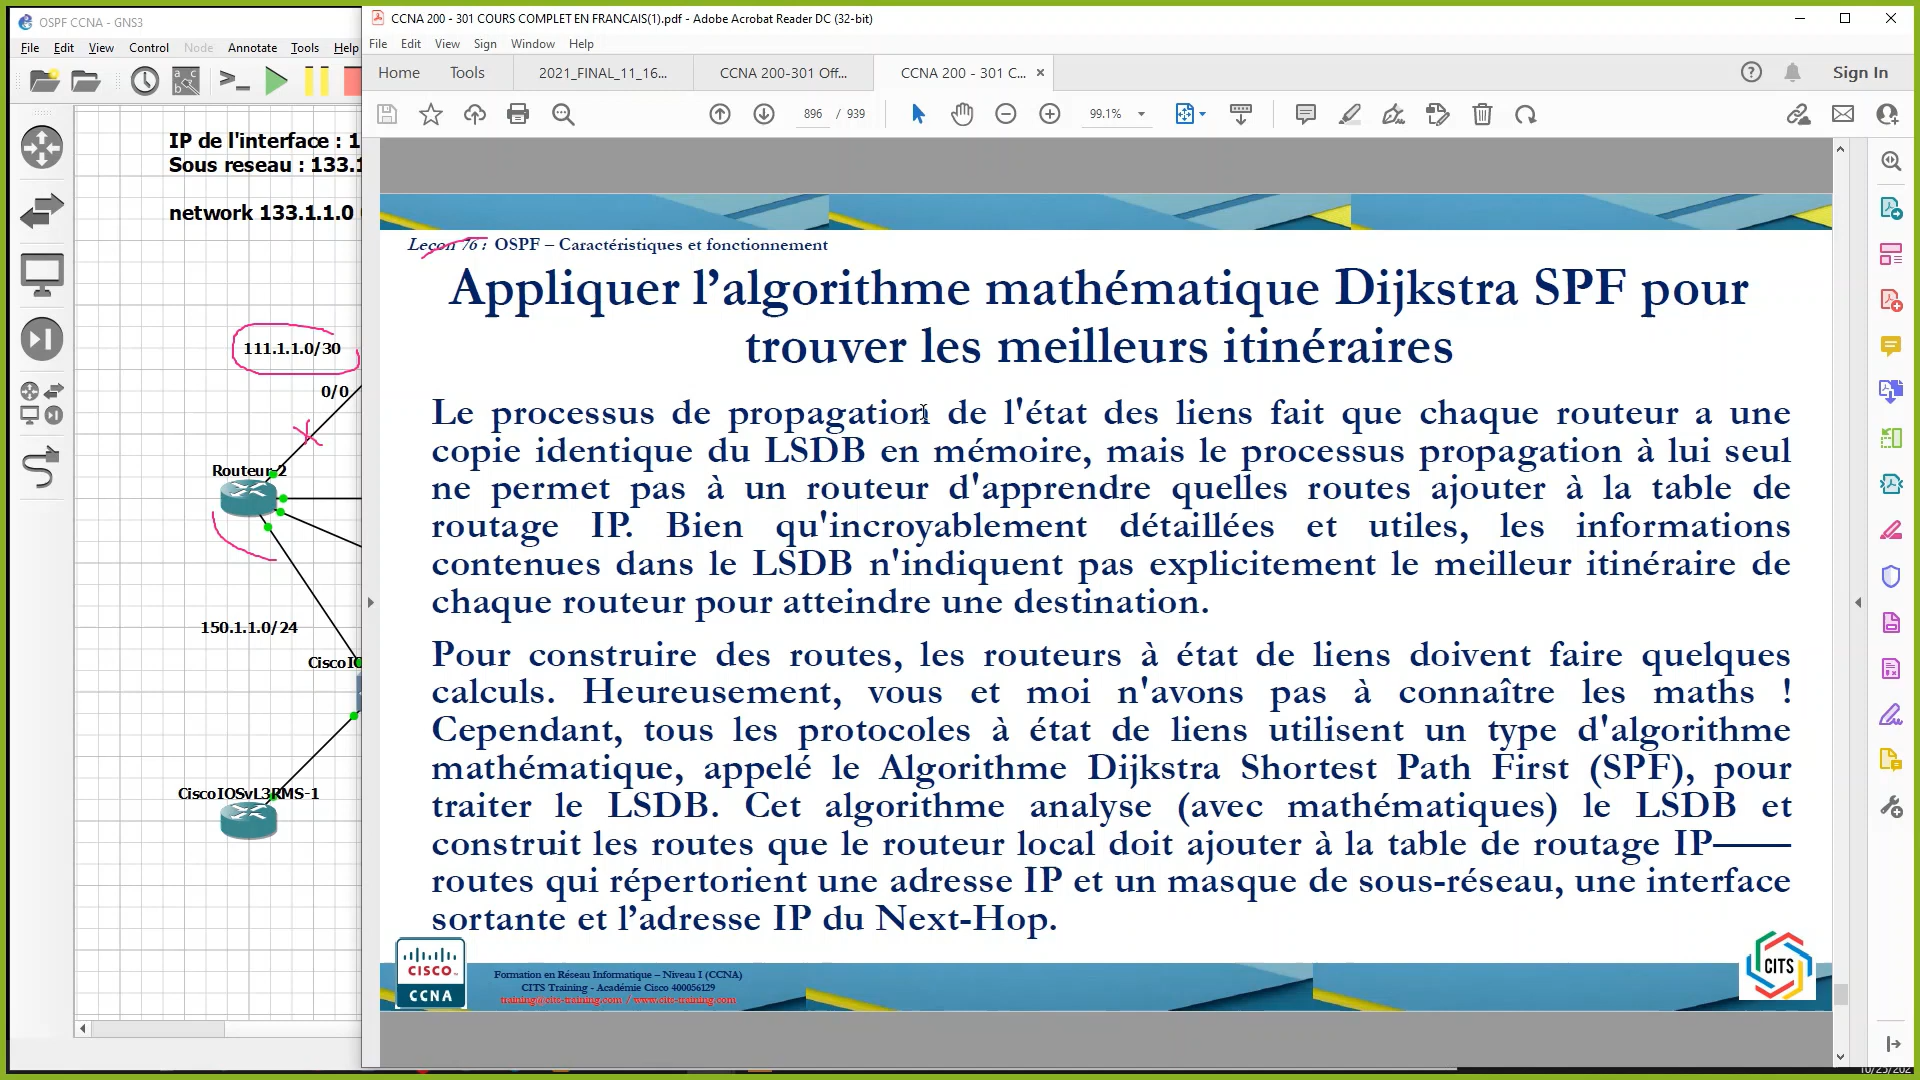 OSPF CCNA - GNS3
File Edit View Control Node Annotate Tools Help
IP de l'interface : 1
Sous reseau : 133.1
network 133.1.1.0
111.1.1.0/30
0/0
Routeur-2
150.1.1.0/24
CiscoIO
CiscoIOSvL3RMS-1
CCNA 200 - 301 COURS COMPLET EN FRANCAIS(1).pdf - Adobe Acrobat Reader DC (32-bit)
File Edit View Sign Window Help
Home Tools 2021_FINAL_11_16... CCNA 200-301 Off... CCNA 200 - 301 C... Sign In
896 / 939 99.1%
Leçon 76 : OSPF – Caractéristiques et fonctionnement
Appliquer l’algorithme mathématique Dijkstra SPF pour
trouver les meilleurs itinéraires
Le processus de propagation de l'état des liens fait que chaque routeur a une
copie identique du LSDB en mémoire, mais le processus propagation à lui seul
ne permet pas à un routeur d'apprendre quelles routes ajouter à la table de
routage IP. Bien qu'incroyablement détaillées et utiles, les informations
contenues dans le LSDB n'indiquent pas explicitement le meilleur itinéraire de
chaque routeur pour atteindre une destination.
Pour construire des routes, les routeurs à état de liens doivent faire quelques
calculs. Heureusement, vous et moi n'avons pas à connaître les maths !
Cependant, tous les protocoles à état de liens utilisent un type d'algorithme
mathématique, appelé le Algorithme Dijkstra Shortest Path First (SPF), pour
traiter le LSDB. Cet algorithme analyse (avec mathématiques) le LSDB et
construit les routes que le routeur local doit ajouter à la table de routage IP——
routes qui répertorient une adresse IP et un masque de sous-réseau, une interface
sortante et l’adresse IP du Next-Hop.
CISCO
CCNA
Formation en Réseau Informatique – Niveau I (CCNA)
CITS Training - Académie Cisco 400056129
training@cits-training.com / www.cits-training.com
CITS